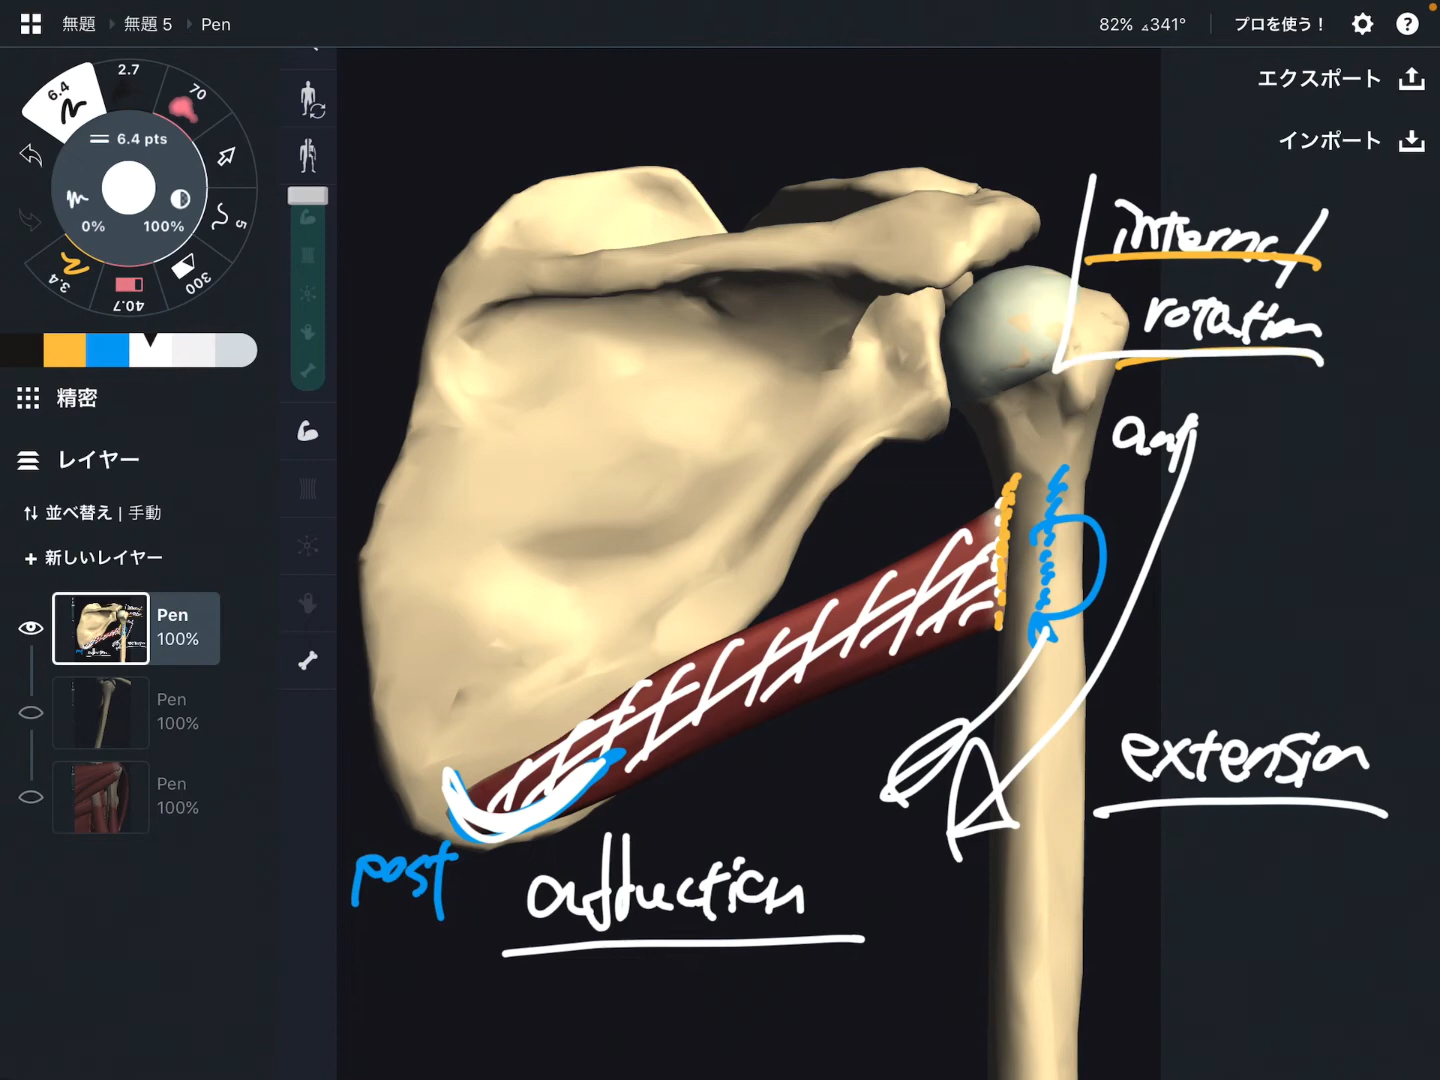 無題 無題 5 Pen
82% ⊿341°
プロを使う！
エクスポート
インポート
6.4
2.7
70
5
300
40.7
3.4
6.4 pts
0%
100%
精密
レイヤー
並べ替え | 手動
+ 新しいレイヤー
Pen
100%
Pen
100%
Pen
100%
internal
rotation
ant
extension
post
adduction